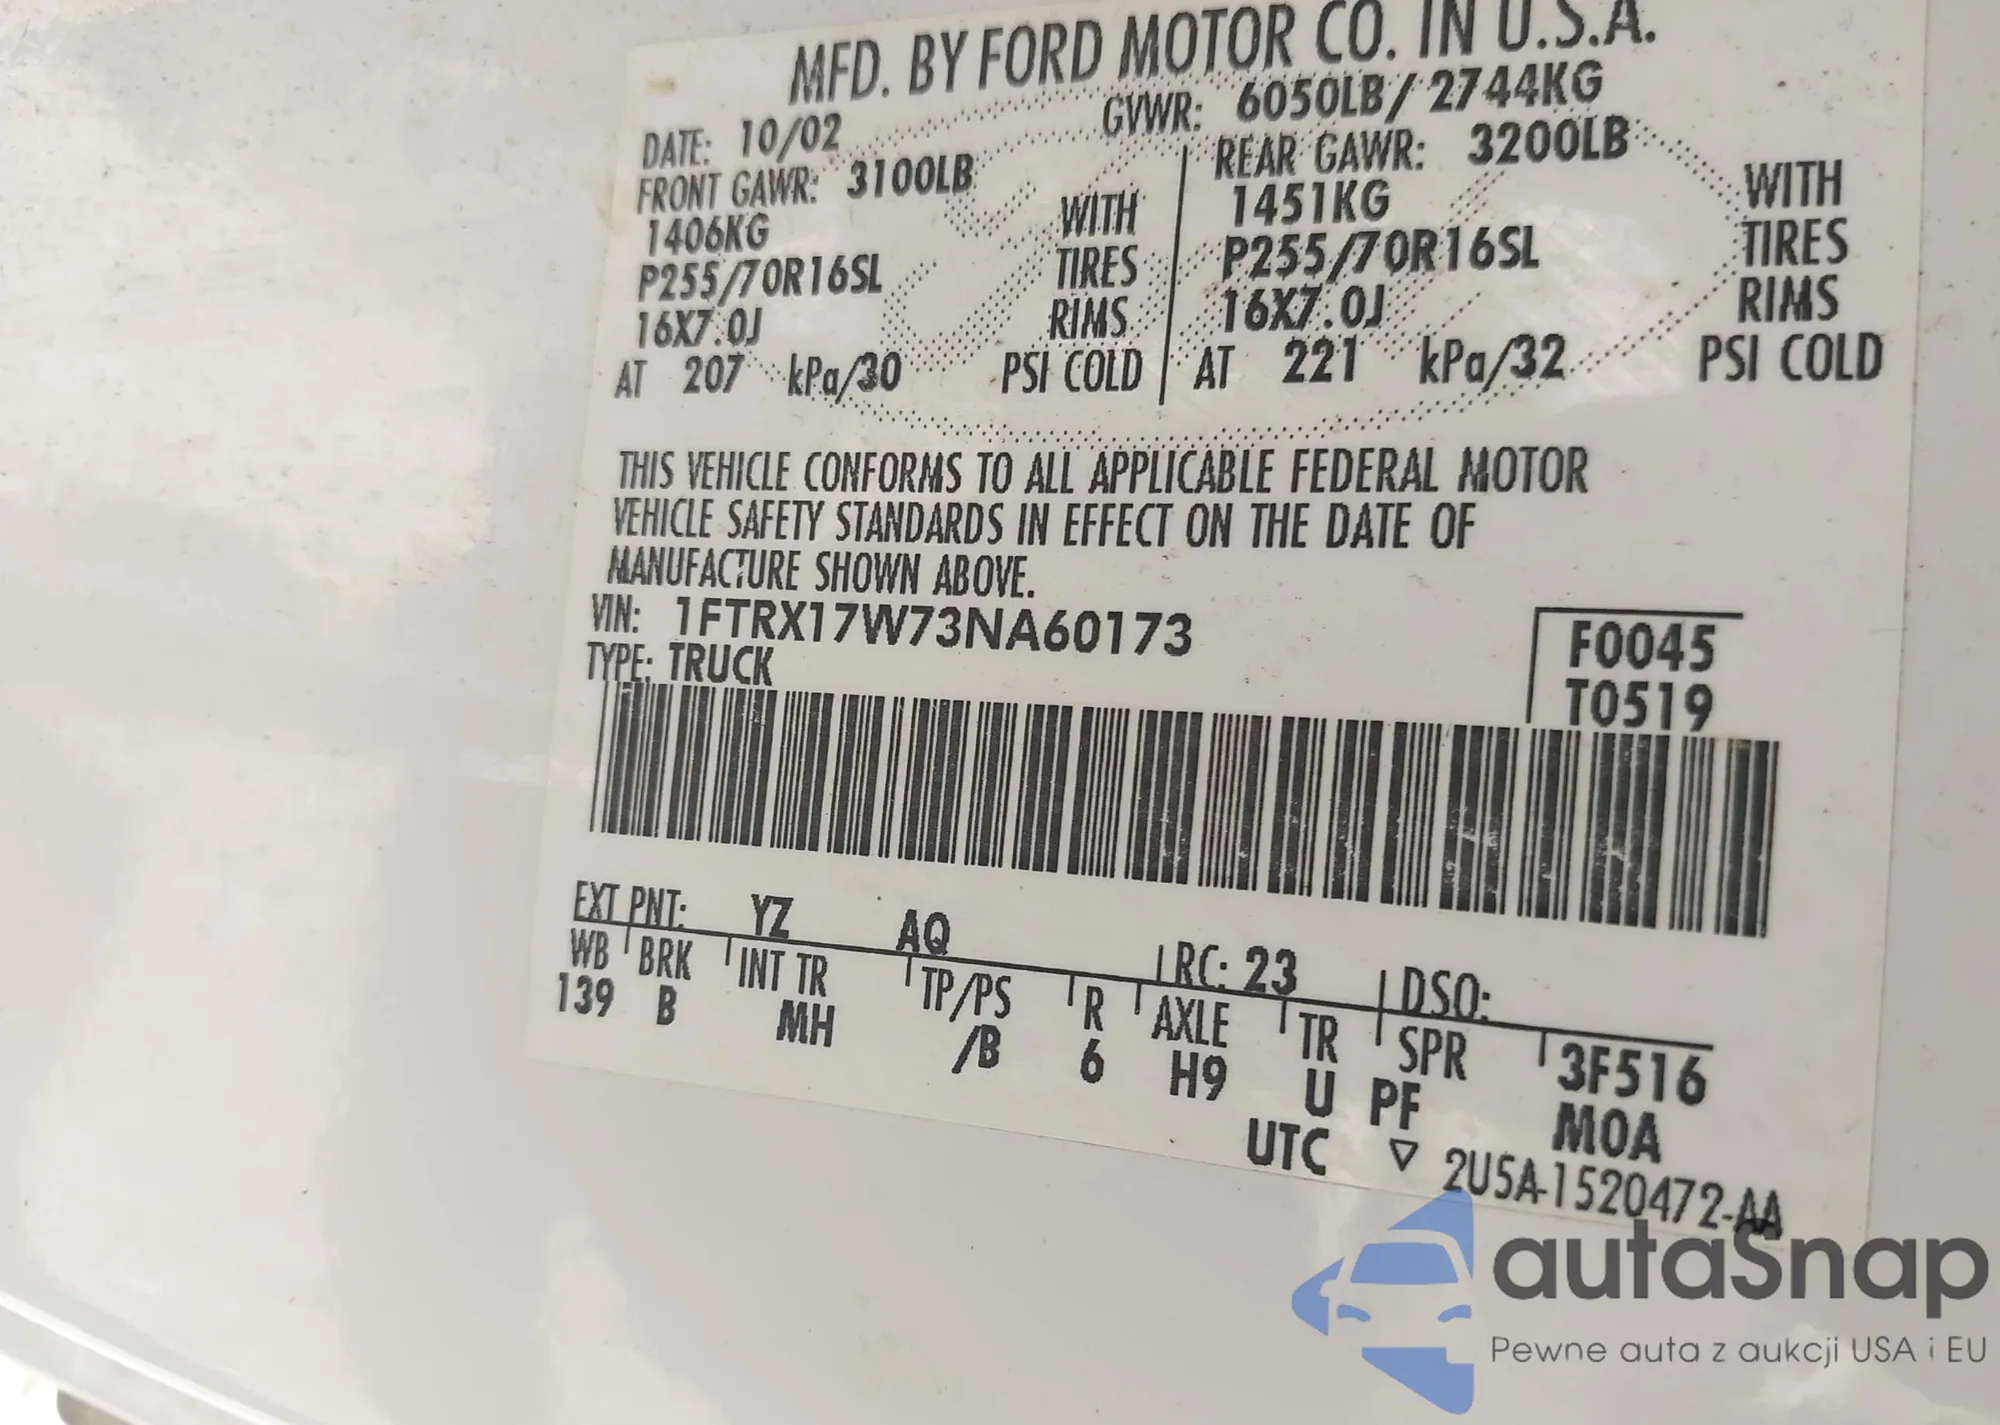 MFD. BY FORD MOTOR CO. IN U.S.A.
DATE: 10/02 GVWR: 6050LB/2744KG
FRONT GAWR: 3100LB REAR GAWR: 3200LB
1406KG WITH 1451KG WITH
P255/70R16SL TIRES P255/70R16SL TIRES
16X7.0J RIMS 16X7.0J RIMS
AT 207 kPa/30 PSI COLD AT 221 kPa/32 PSI COLD
THIS VEHICLE CONFORMS TO ALL APPLICABLE FEDERAL MOTOR
VEHICLE SAFETY STANDARDS IN EFFECT ON THE DATE OF
MANUFACTURE SHOWN ABOVE.
VIN: 1FTRX17W73NA60173 F0045
TYPE: TRUCK T0519
EXT PNT: YZ AQ RC: 23 DSO:
WB BRK INT TR TP/PS R AXLE TR SPR 3F516
139 B MH /B 6 H9 U PF M0A
UTC ▽ 2U5A-1520472-AA
autaSnap
Pewne auta z aukcji USA i EU